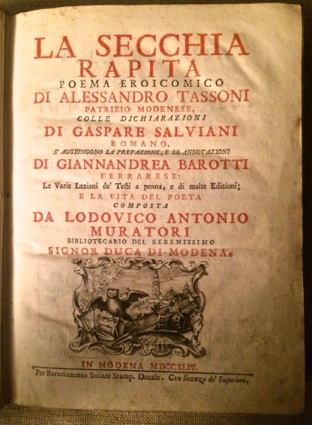 LA SECCHIA
RAPITA
POEMA EROICOMICO
DI ALESSANDRO TASSONI
PATRIZIO MODENESE,
COLLE DICHIARAZIONI
DI GASPARE SALVIANI
ROMANO.
S' AGGIUNGONO LA PREFAZIONE, E LE ANNOTAZIONI
DI GIANNANDREA BAROTTI
FERRARESE:
Le Varie Lezioni de' Testi a penna, e di molte Edizioni;
E LA VITA DEL POETA
COMPOSTA
DA LODOVICO ANTONIO
MURATORI
BIBLIOTECARIO DEL SERENISSIMO
SIGNOR DUCA DI MODENA.
IN MODENA MDCCXLIV.
Per Bartolommeo Soliani Stamp. Ducale. Con licenza de' Superiori.